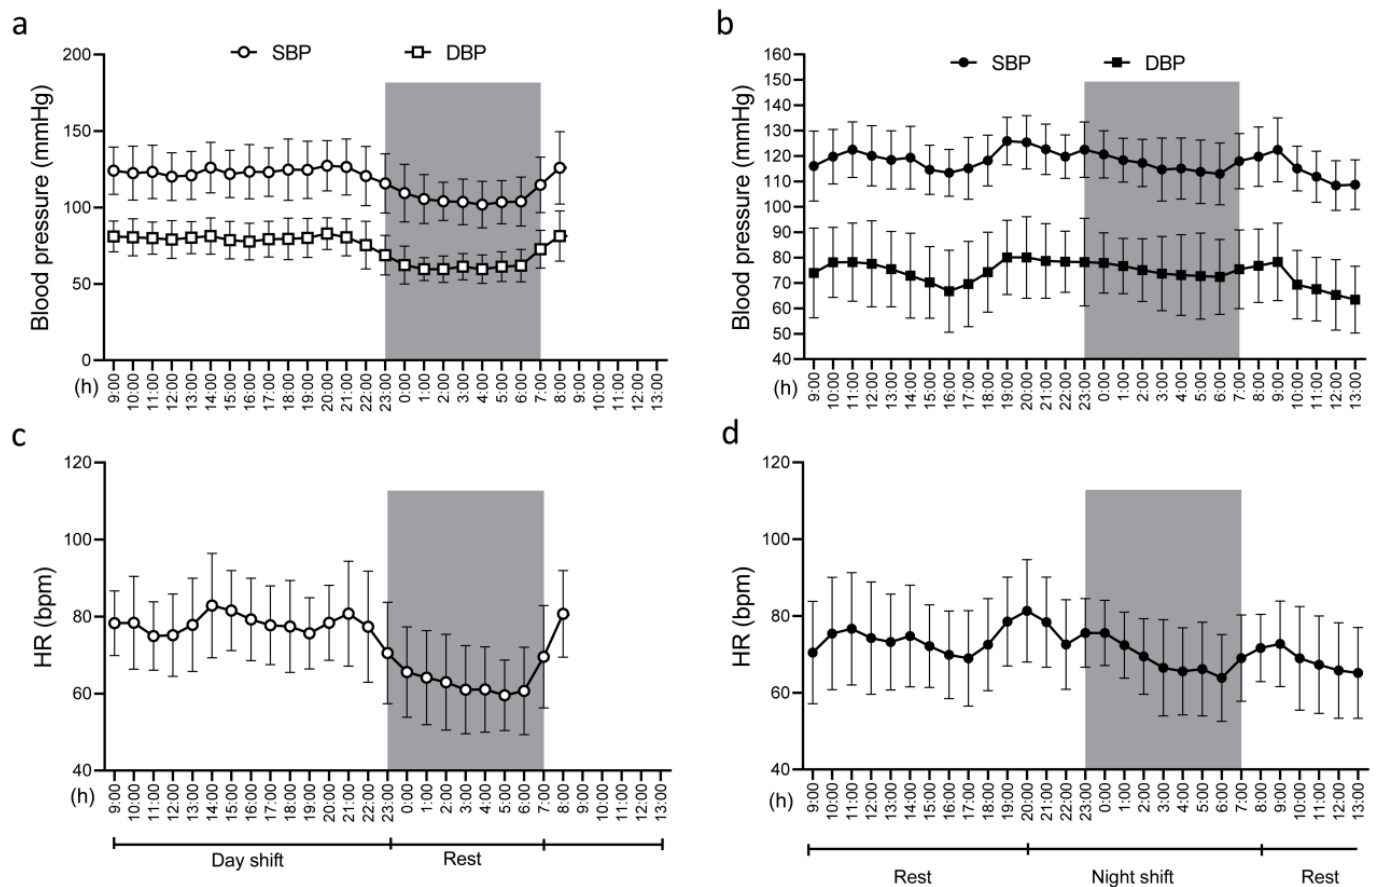 a
SBP DBP
Blood pressure (mmHg)
200
150
100
50
0
(h)
9:00 10:00 11:00 12:00 13:00 14:00 15:00 16:00 17:00 18:00 19:00 20:00 21:00 22:00 23:00 0:00 1:00 2:00 3:00 4:00 5:00 6:00 7:00 8:00 9:00 10:00 11:00 12:00 13:00
b
SBP DBP
Blood pressure (mmHg)
160
150
140
130
120
110
100
90
80
70
60
50
40
(h)
9:00 10:00 11:00 12:00 13:00 14:00 15:00 16:00 17:00 18:00 19:00 20:00 21:00 22:00 23:00 0:00 1:00 2:00 3:00 4:00 5:00 6:00 7:00 8:00 9:00 10:00 11:00 12:00 13:00
c
HR (bpm)
120
100
80
60
40
(h)
9:00 10:00 11:00 12:00 13:00 14:00 15:00 16:00 17:00 18:00 19:00 20:00 21:00 22:00 23:00 0:00 1:00 2:00 3:00 4:00 5:00 6:00 7:00 8:00 9:00 10:00 11:00 12:00 13:00
Day shift Rest
d
HR (bpm)
120
100
80
60
40
(h)
9:00 10:00 11:00 12:00 13:00 14:00 15:00 16:00 17:00 18:00 19:00 20:00 21:00 22:00 23:00 0:00 1:00 2:00 3:00 4:00 5:00 6:00 7:00 8:00 9:00 10:00 11:00 12:00 13:00
Rest Night shift Rest